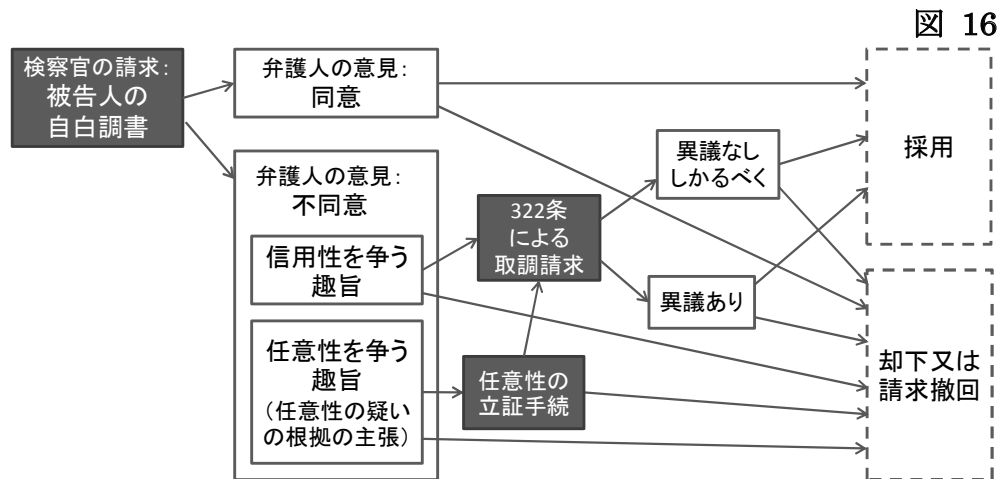 図 16
検察官の請求：
被告人の
自白調書
弁護人の意見：
同意
弁護人の意見：
不同意
信用性を争う
趣旨
任意性を争う
趣旨
（任意性の疑い
の根拠の主張）
322条
による
取調請求
任意性の
立証手続
異議なし
しかるべく
異議あり
採用
却下又は
請求撤回